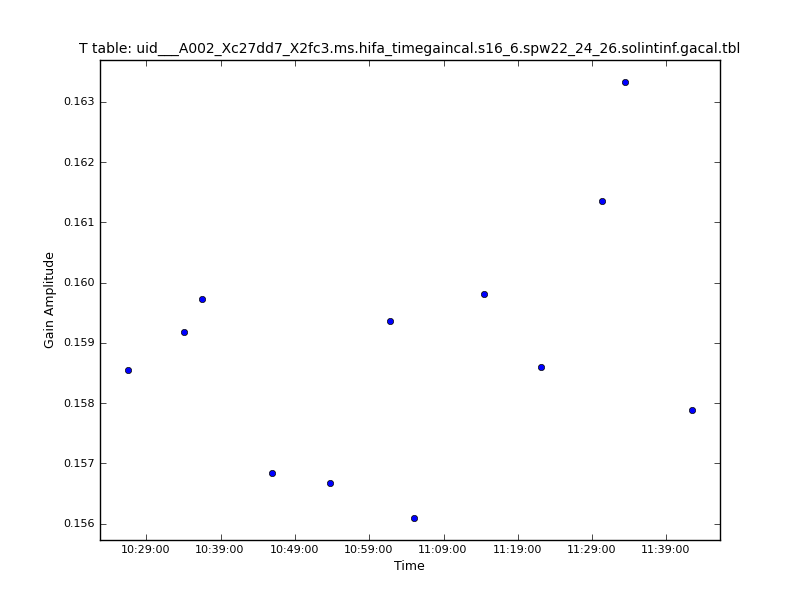 T table: uid___A002_Xc27dd7_X2fc3.ms.hifa_timegaincal.s16_6.spw22_24_26.solintinf.gacal.tbl
0.163
0.162
0.161
0.160
0.159
0.158
0.157
0.156
Gain Amplitude
10:29:00 10:39:00 10:49:00 10:59:00 11:09:00 11:19:00 11:29:00 11:39:00
Time